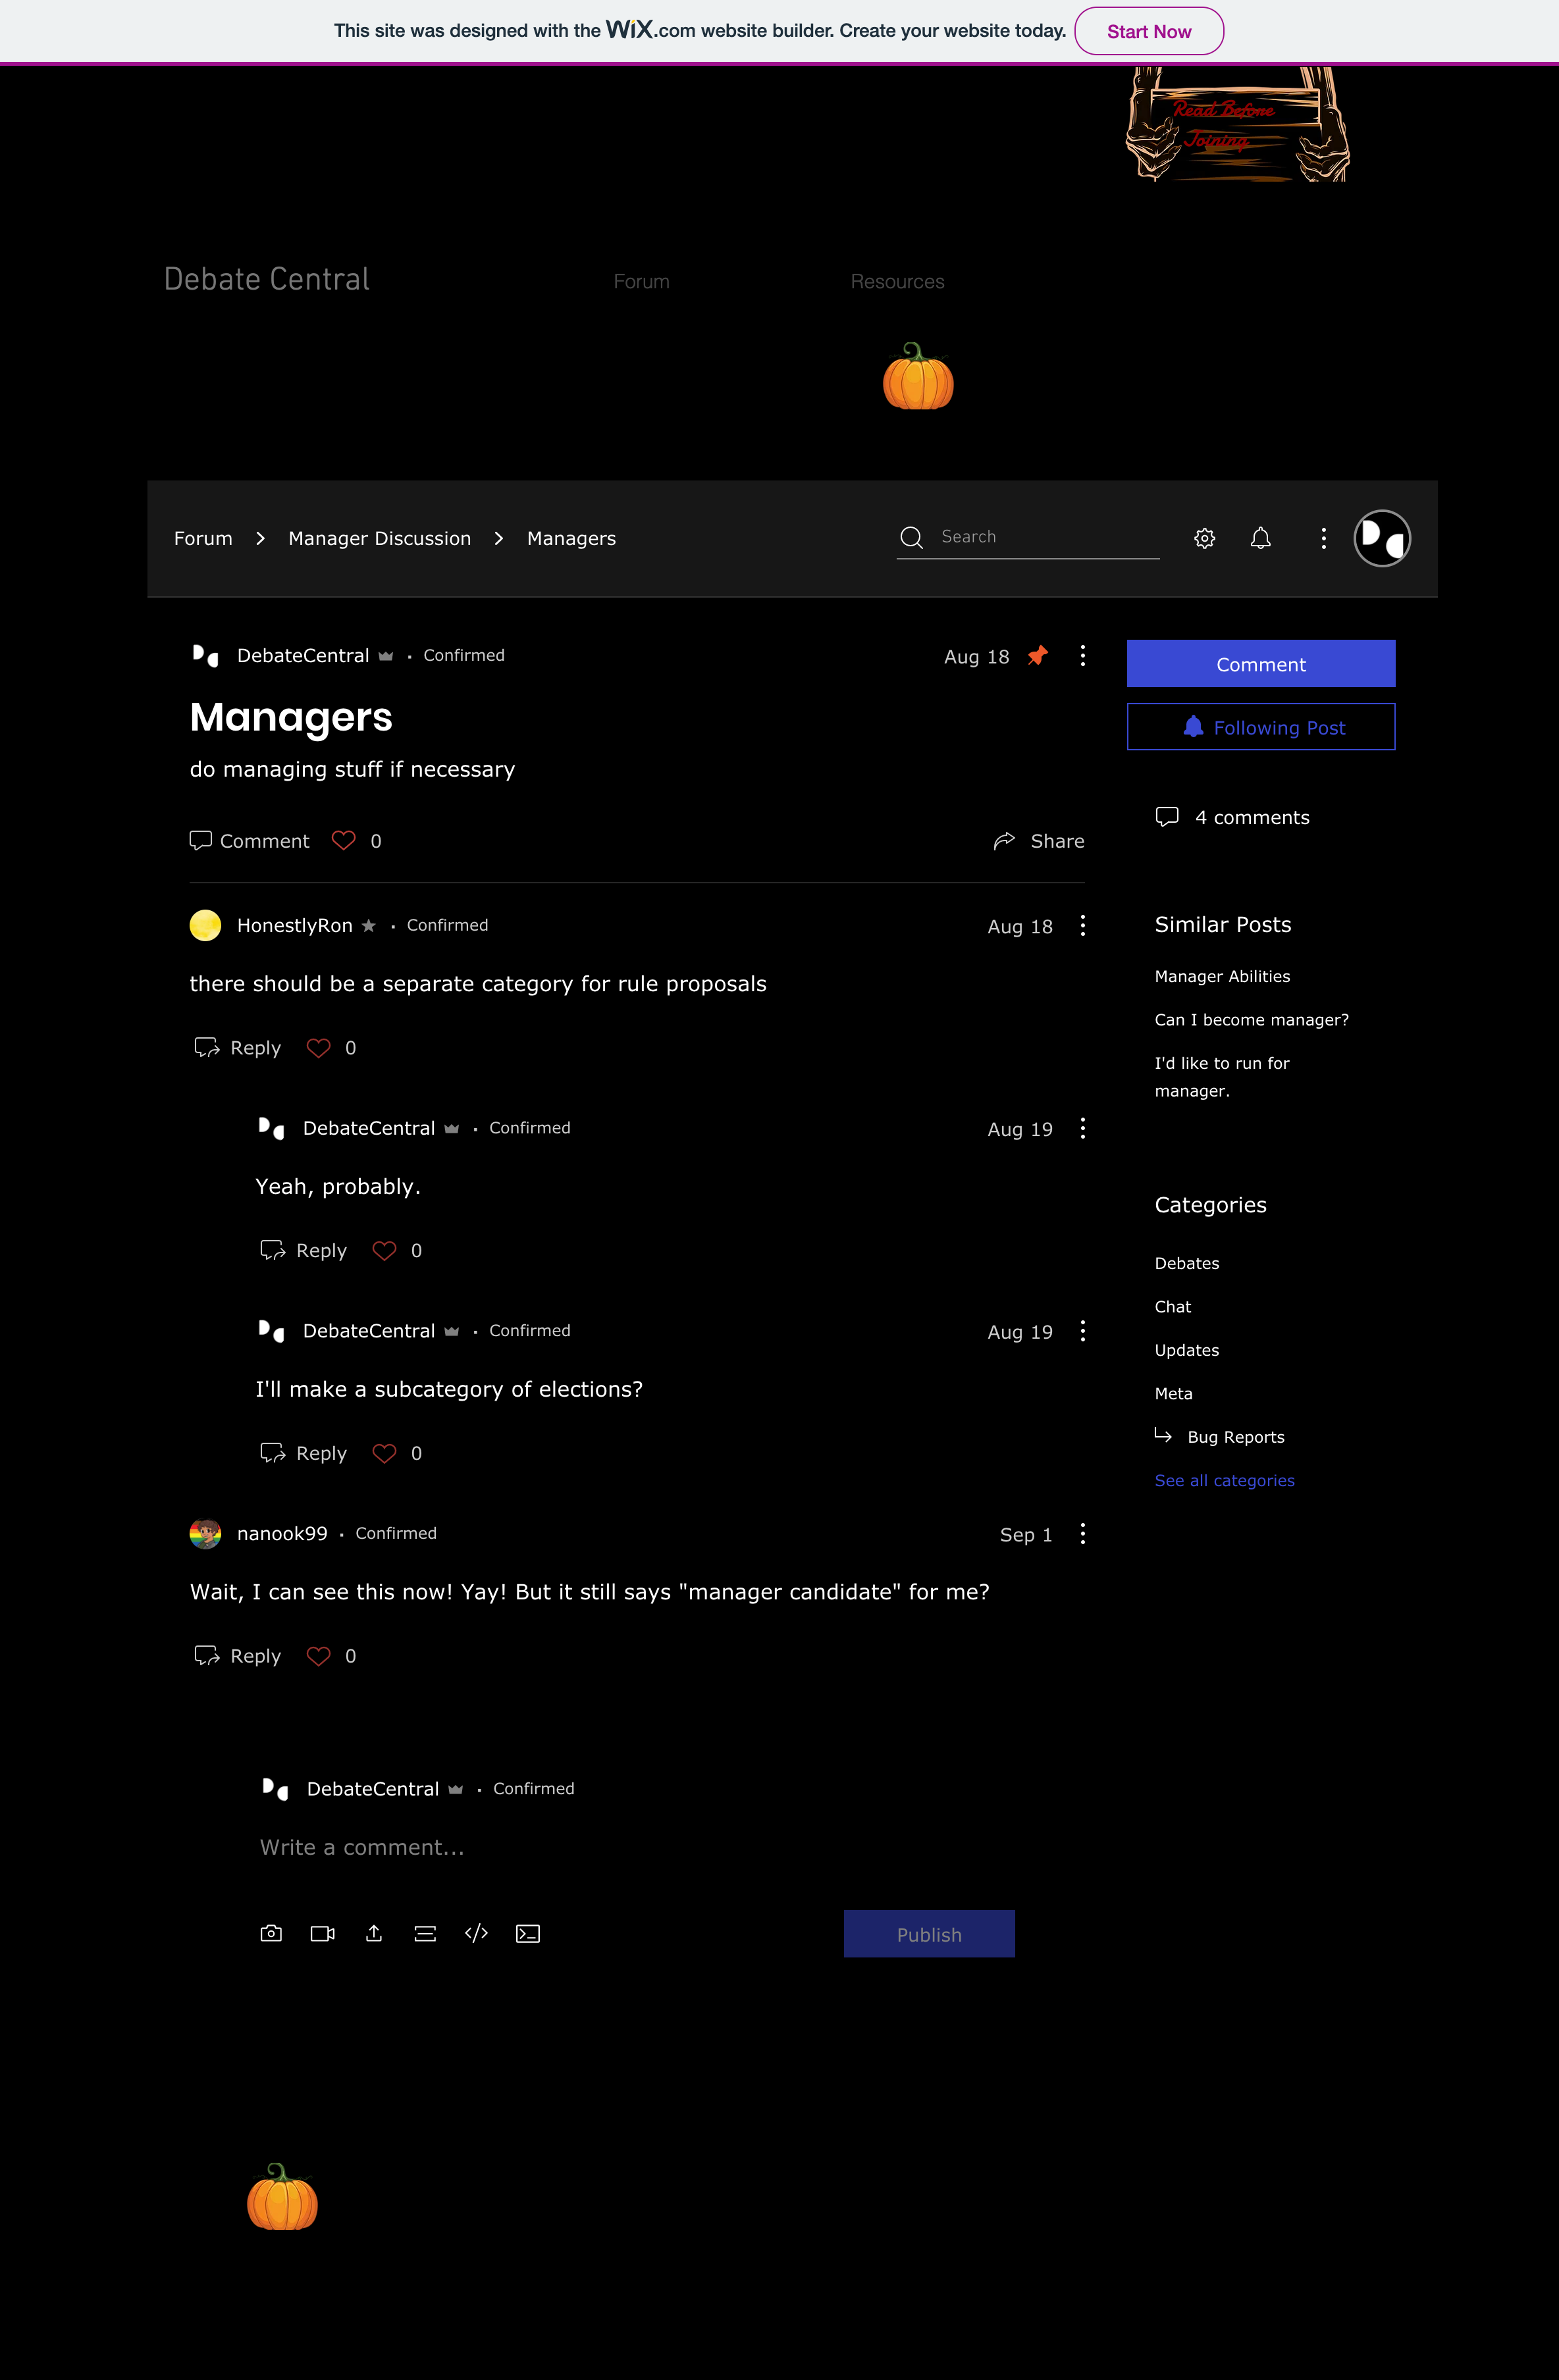 This site was designed with the WiX.com website builder. Create your website today. Start Now
Read Before
Joining
Debate Central Forum Resources
Forum Manager Discussion Managers Search
DebateCentral · Confirmed Aug 18
Comment
Managers
Following Post
do managing stuff if necessary
4 comments
Comment 0 Share
HonestlyRon · Confirmed Aug 18
Similar Posts
there should be a separate category for rule proposals
Manager Abilities
Can I become manager?
Reply 0
I'd like to run for
manager.
DebateCentral · Confirmed Aug 19
Yeah, probably.
Categories
Reply 0
Debates
Chat
DebateCentral · Confirmed Aug 19
Updates
I'll make a subcategory of elections?
Meta
Bug Reports
Reply 0
See all categories
nanook99 · Confirmed Sep 1
Wait, I can see this now! Yay! But it still says "manager candidate" for me?
Reply 0
DebateCentral · Confirmed
Write a comment...
Publish